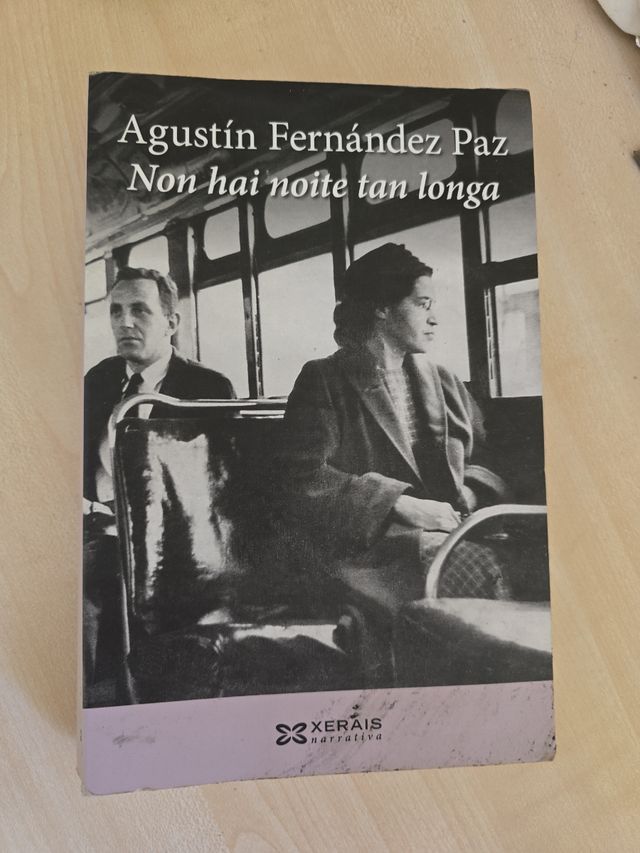 Agustín Fernández Paz
Non hai noite tan longa
XERAIS
narrativa